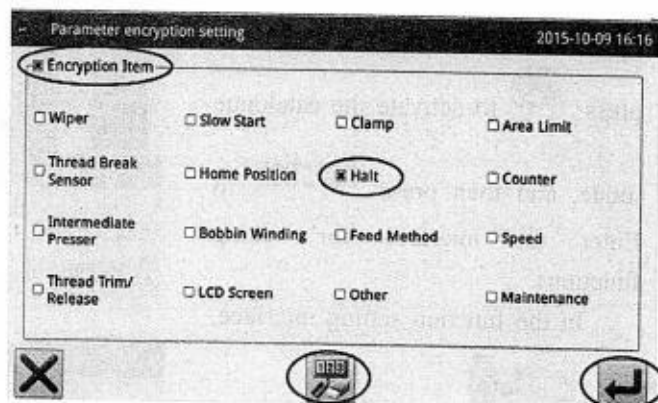 Parameter encryption setting 2015-10-09 16:16
Encryption Item
Wiper Slow Start Clamp Area Limit
Thread Break
Sensor Home Position Halt Counter
Intermediate
Presser Bobbin Winding Feed Method Speed
Thread Trim/
Release LCD Screen Other Maintenance